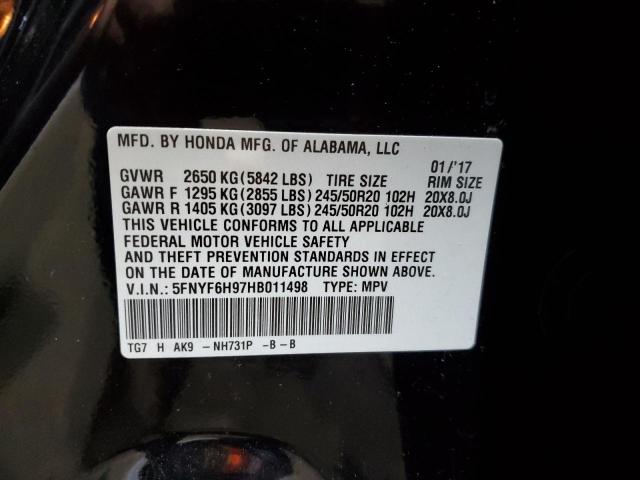 MFD. BY HONDA MFG. OF ALABAMA, LLC
01/'17
GVWR 2650 KG (5842 LBS) TIRE SIZE RIM SIZE
GAWR F 1295 KG (2855 LBS) 245/50R20 102H 20X8.0J
GAWR R 1405 KG (3097 LBS) 245/50R20 102H 20X8.0J
THIS VEHICLE CONFORMS TO ALL APPLICABLE
FEDERAL MOTOR VEHICLE SAFETY
AND THEFT PREVENTION STANDARDS IN EFFECT
ON THE DATE OF MANUFACTURE SHOWN ABOVE.
V.I.N.: 5FNYF6H97HB011498 TYPE: MPV
TG7 H AK9 - NH731P -B - B